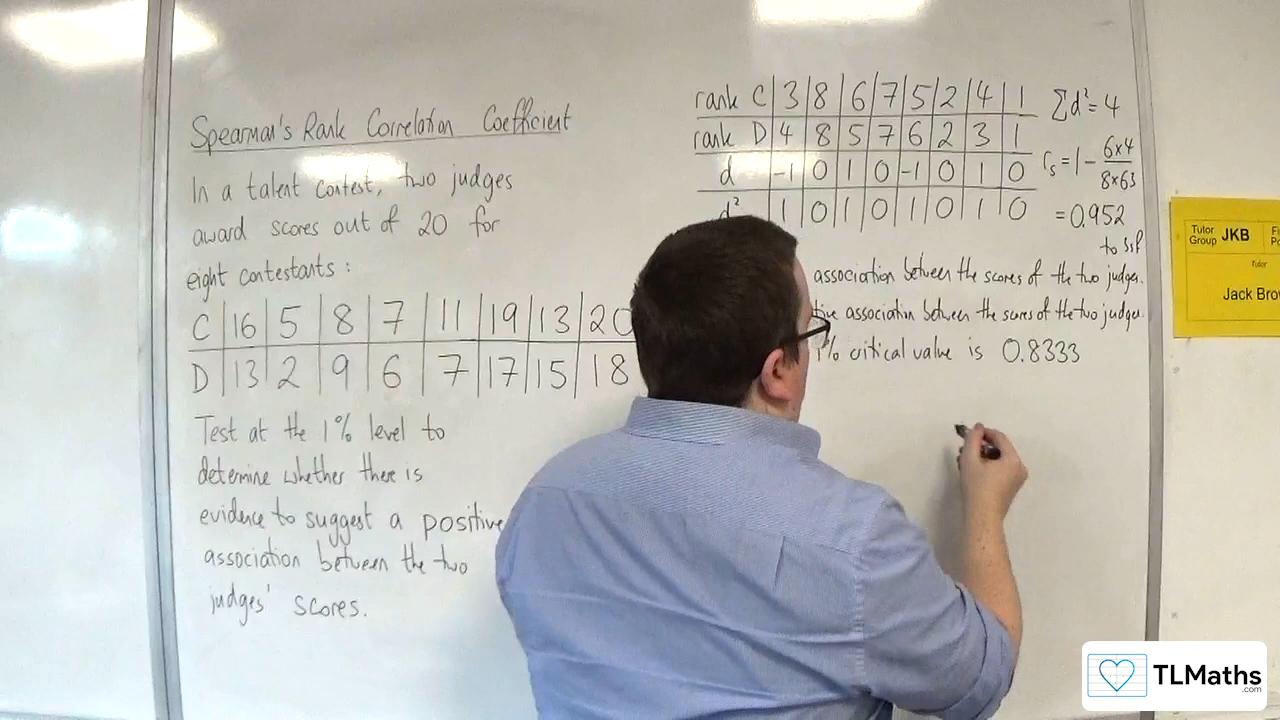 Spearman's Rank Correlation Coefficient
In a talent contest, two judges
award scores out of 20 for
eight contestants :
C | 16 | 5 | 8 | 7 | 11 | 19 | 13 | 20
D | 13 | 2 | 9 | 6 | 7 | 17 | 15 | 18
Test at the 1% level to
determine whether there is
evidence to suggest a positive
association between the two
judges' scores.
rank C | 3 | 8 | 6 | 7 | 5 | 2 | 4 | 1
rank D | 4 | 8 | 5 | 7 | 6 | 2 | 3 | 1
d | -1 | 0 | 1 | 0 | -1 | 0 | 1 | 0
d² | 1 | 0 | 1 | 0 | 1 | 0 | 1 | 0
∑d² = 4
rₛ = 1 - 6×4/8×63
= 0.952
to 3sf
association between the scores of the two judges.
association between the scores of the two judges.
1% critical value is 0.8333
Tutor
Group JKB
Tutor
TLMaths
.com